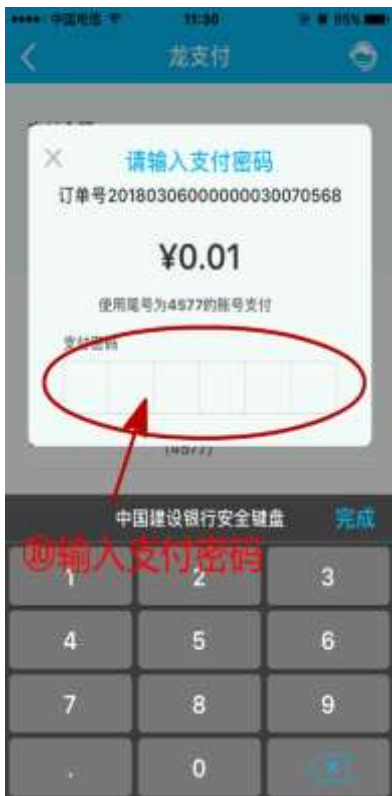 中国电信 11:30 95%
龙支付
请输入支付密码
订单号20180306000000030070568
¥0.01
使用尾号为4577的账号支付
支付密码
(4577)
中国建设银行安全键盘 完成
⑩输入支付密码
1 2 3
4 5 6
7 8 9
. 0